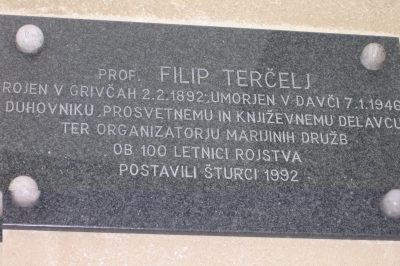 PROF. FILIP TERČELJ
ROJEN V GRIVČAH 2.2.1892, UMORJEN V DAVČI 7.1.1946
DUHOVNIKU, PROSVETNEMU IN KNJIŽEVNEMU DELAVCU
TER ORGANIZATORJU MARIJINIH DRUŽB
OB 100 LETNICI ROJSTVA
POSTAVILI ŠTURCI 1992